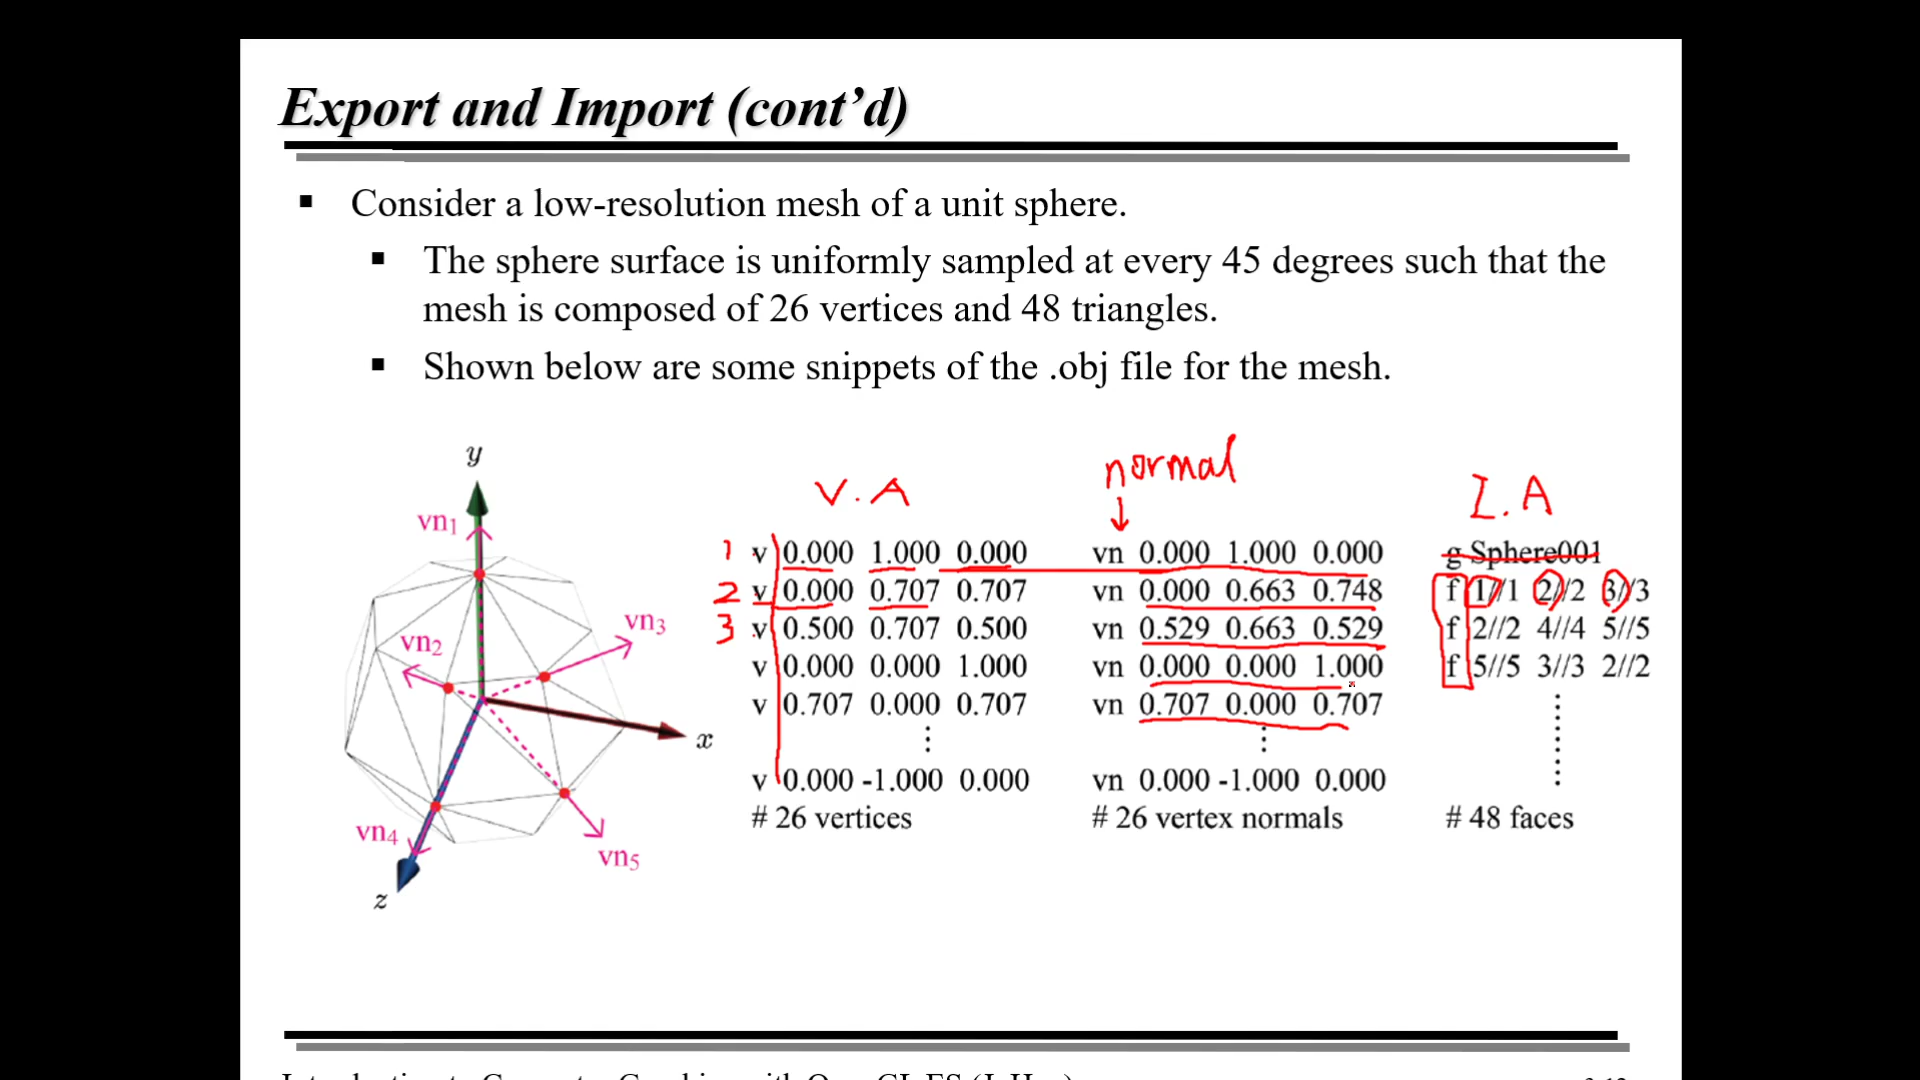 Export and Import (cont’d)
Consider a low-resolution mesh of a unit sphere.
The sphere surface is uniformly sampled at every 45 degrees such that the
mesh is composed of 26 vertices and 48 triangles.
Shown below are some snippets of the .obj file for the mesh.
y
vn1
vn2
vn3
x
vn4
vn5
z
V.A
1 v 0.000 1.000 0.000
2 v 0.000 0.707 0.707
3 v 0.500 0.707 0.500
v 0.000 0.000 1.000
v 0.707 0.000 0.707
v 0.000 -1.000 0.000
# 26 vertices
normal
vn 0.000 1.000 0.000
vn 0.000 0.663 0.748
vn 0.529 0.663 0.529
vn 0.000 0.000 1.000
vn 0.707 0.000 0.707
vn 0.000 -1.000 0.000
# 26 vertex normals
I.A
g Sphere001
f 1//1 2//2 3//3
f 2//2 4//4 5//5
f 5//5 3//3 2//2
# 48 faces